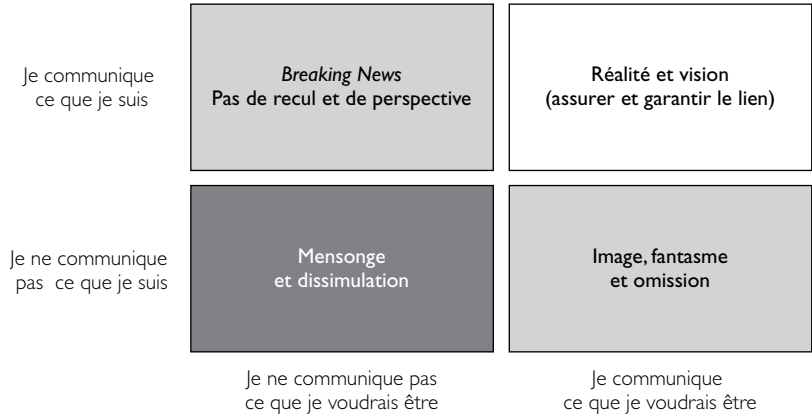 Je communique
ce que je suis
Breaking News
Pas de recul et de perspective
Réalité et vision
(assurer et garantir le lien)
Je ne communique
pas ce que je suis
Mensonge
et dissimulation
Image, fantasme
et omission
Je ne communique pas
ce que je voudrais être
Je communique
ce que je voudrais être